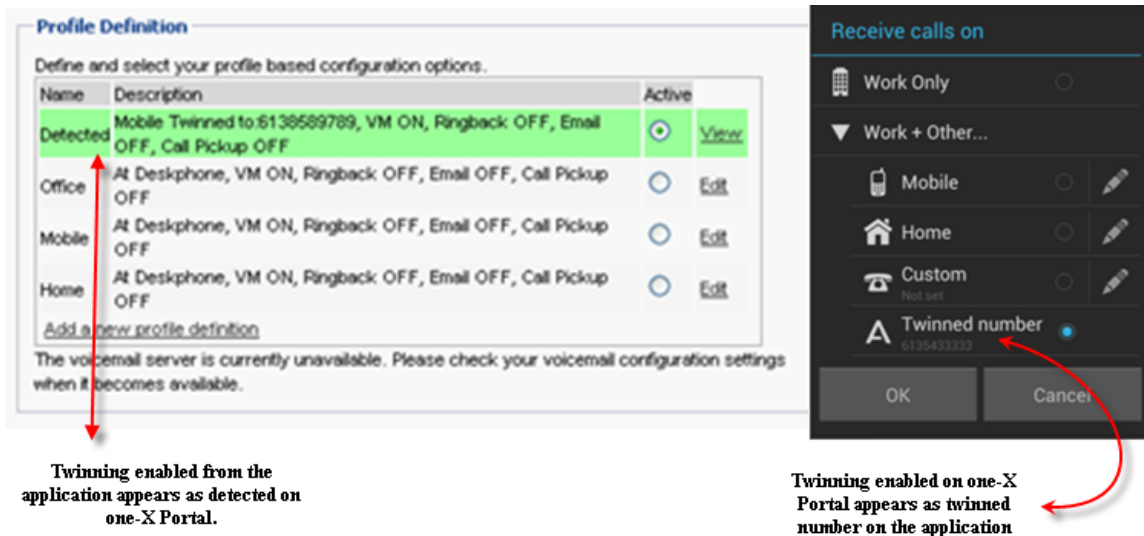 Profile Definition
Define and select your profile based configuration options.
Name Description Active
Detected Mobile Twinned to:6138589789, VM ON, Ringback OFF, Email
OFF, Call Pickup OFF
View
Office At Deskphone, VM ON, Ringback OFF, Email OFF, Call Pickup
OFF
Edit
Mobile At Deskphone, VM ON, Ringback OFF, Email OFF, Call Pickup
OFF
Edit
Home At Deskphone, VM ON, Ringback OFF, Email OFF, Call Pickup
OFF
Edit
Add a new profile definition
The voicemail server is currently unavailable. Please check your voicemail configuration settings
when it becomes available.
Twinning enabled from the
application appears as detected on
one-X Portal.
Receive calls on
Work Only
Work + Other...
Mobile
Home
Custom
Not set
Twinned number
6135433333
OK Cancel
Twinning enabled on one-X
Portal appears as twinned
number on the application